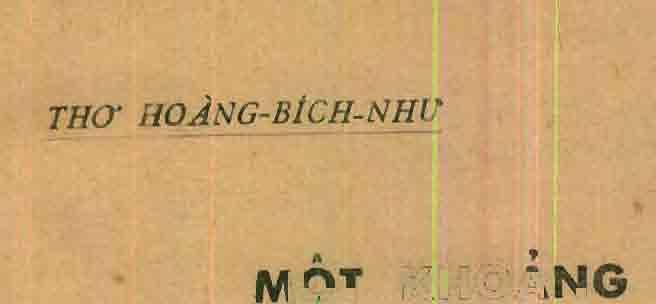 THƠ HOÀNG-BÍCH-NHƯ
MỘT KHOẢNG